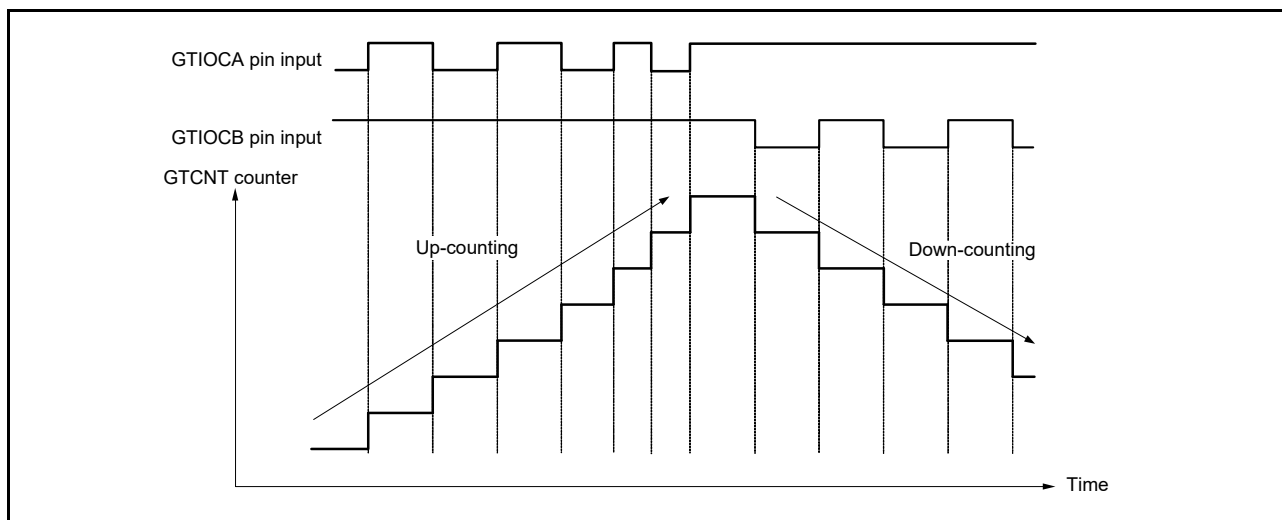 GTIOCA pin input
GTIOCB pin input
GTCNT counter
Up-counting
Down-counting
Time